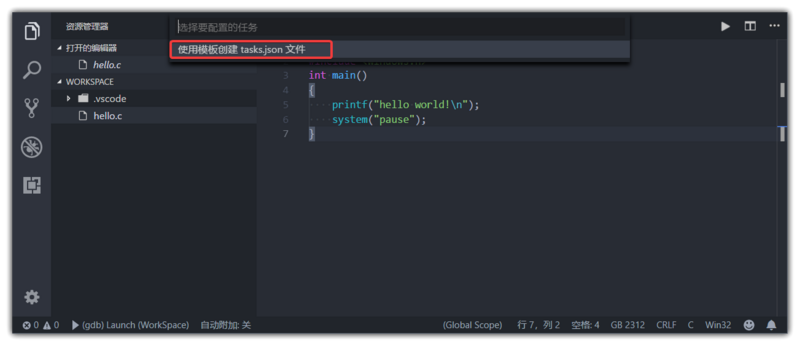 资源管理器
选择要配置的任务
使用模板创建 tasks.json 文件
打开的编辑器
hello.c
WORKSPACE
.vscode
hello.c
3 int main()
4 {
5 printf("hello world!\n");
6 system("pause");
7 }
0 0 (gdb) Launch (WorkSpace) 自动附加: 关 (Global Scope) 行 7，列 2 空格: 4 GB 2312 CRLF C Win32